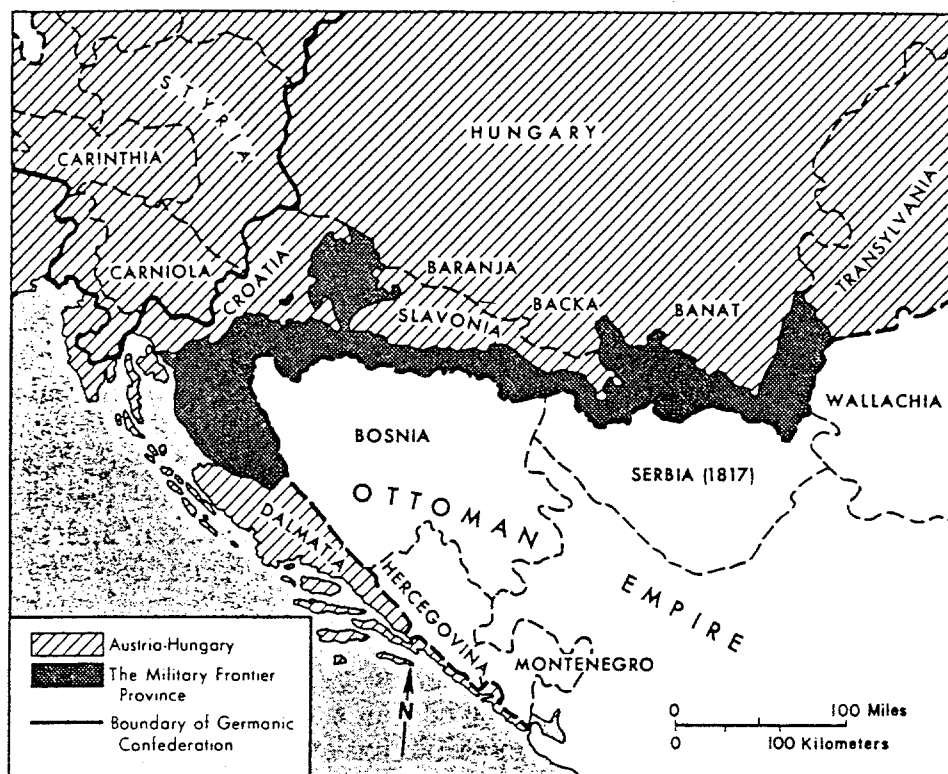 STYRIA
HUNGARY
CARINTHIA
TRANSYLVANIA
CARNIOLA
CROATIA
BARANJA
SLAVONIA
BACKA
BANAT
WALLACHIA
BOSNIA
SERBIA (1817)
OTTOMAN
EMPIRE
DALMATIA
HERCEGOVINA
MONTENEGRO
Austria-Hungary
The Military Frontier
Province
Boundary of Germanic
Confederation
N
0 100 Miles
0 100 Kilometers